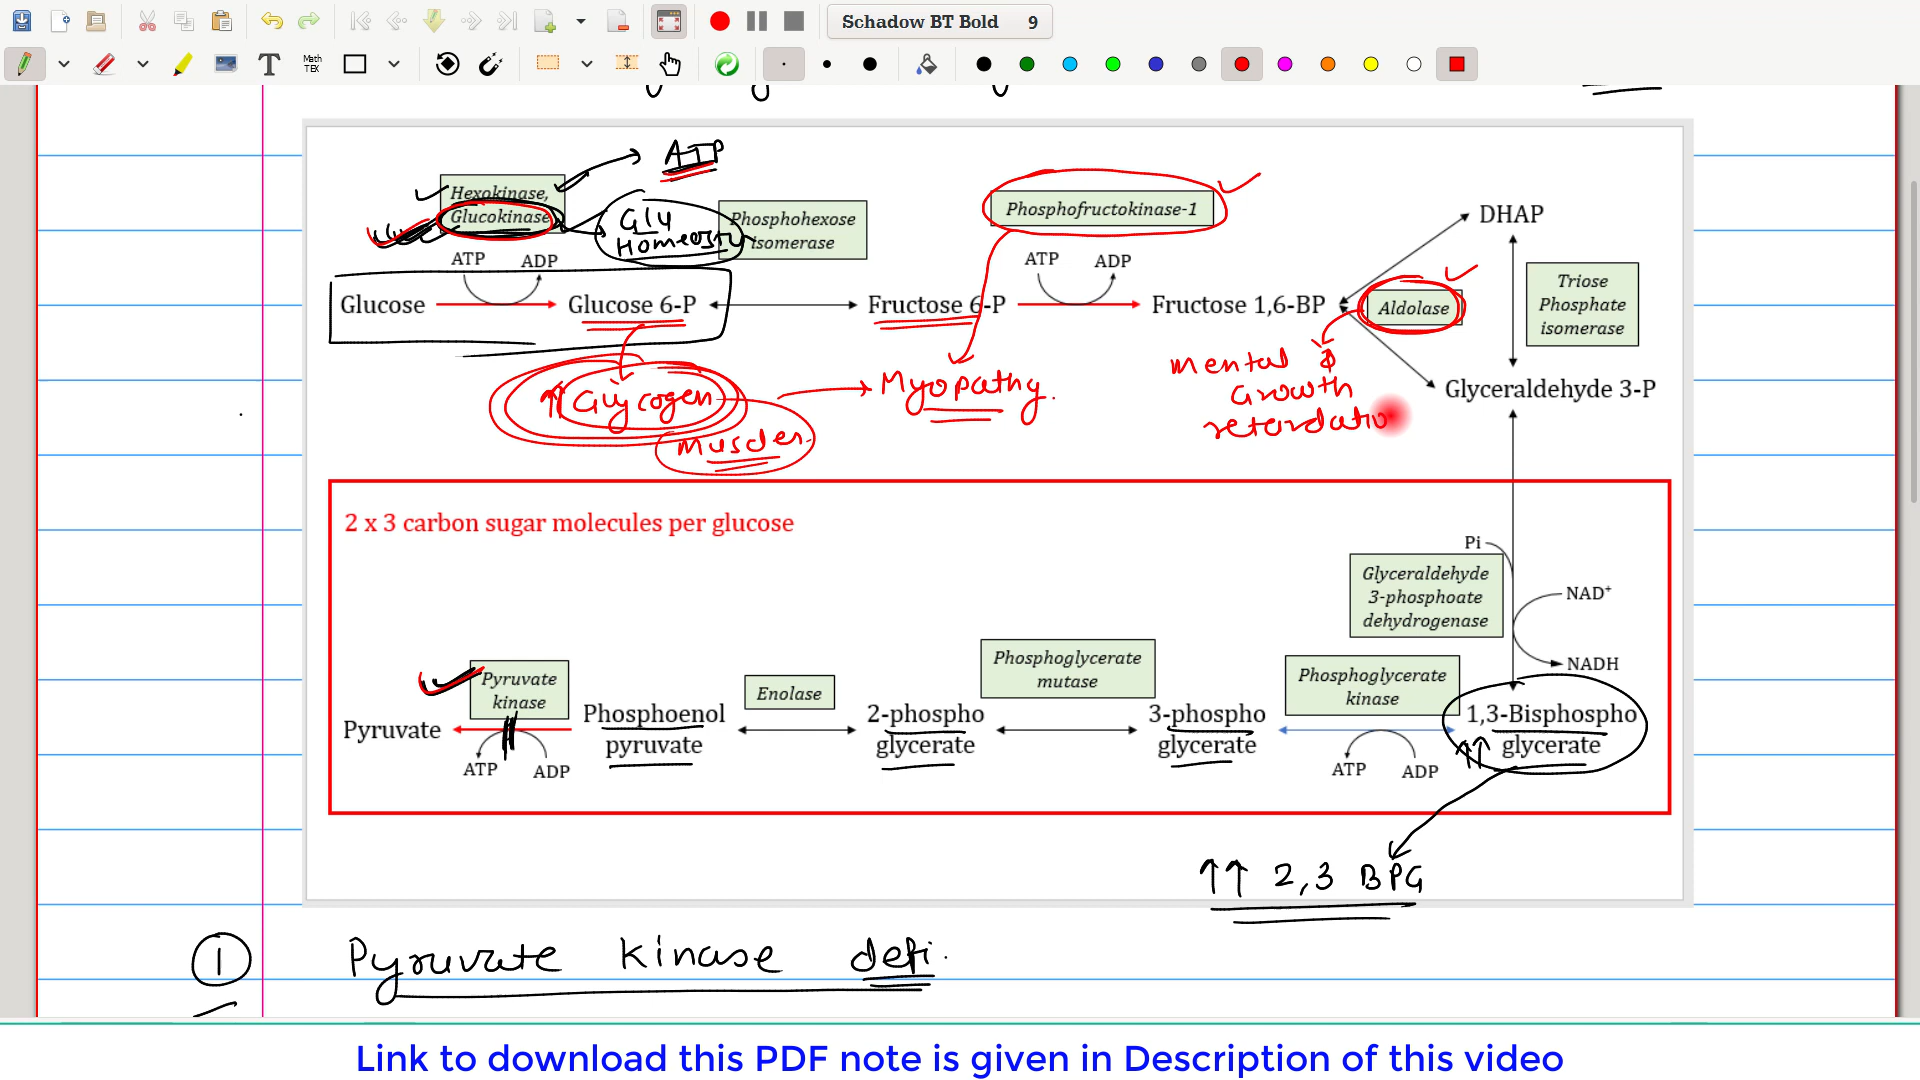 Schadow BT Bold 9
Math
TEX
T
ATP
Hexokinase,
Glucokinase
Gly
Phosphohexose
isomerase
Phosphofructokinase-1
DHAP
ATP ADP
ATP ADP
Triose
Phosphate
isomerase
Glucose
Glucose 6-P
Fructose 6-P
Fructose 1,6-BP
Aldolase
↑ Glycogen
Muscles.
Myopathy.
Mental &
Growth
retardatio
Glyceraldehyde 3-P
2 x 3 carbon sugar molecules per glucose
Pi
Glyceraldehyde
3-phosphoate
dehydrogenase
NAD+
NADH
Pyruvate
kinase
Enolase
Phosphoglycerate
mutase
Phosphoglycerate
kinase
Pyruvate
Phosphoenol
pyruvate
2-phospho
glycerate
3-phospho
glycerate
1,3-Bisphospho
↑↑ glycerate
ATP ADP
ATP ADP
↑↑ 2,3 BPG
1 Pyruvate kinase defi.
Link to download this PDF note is given in Description of this video